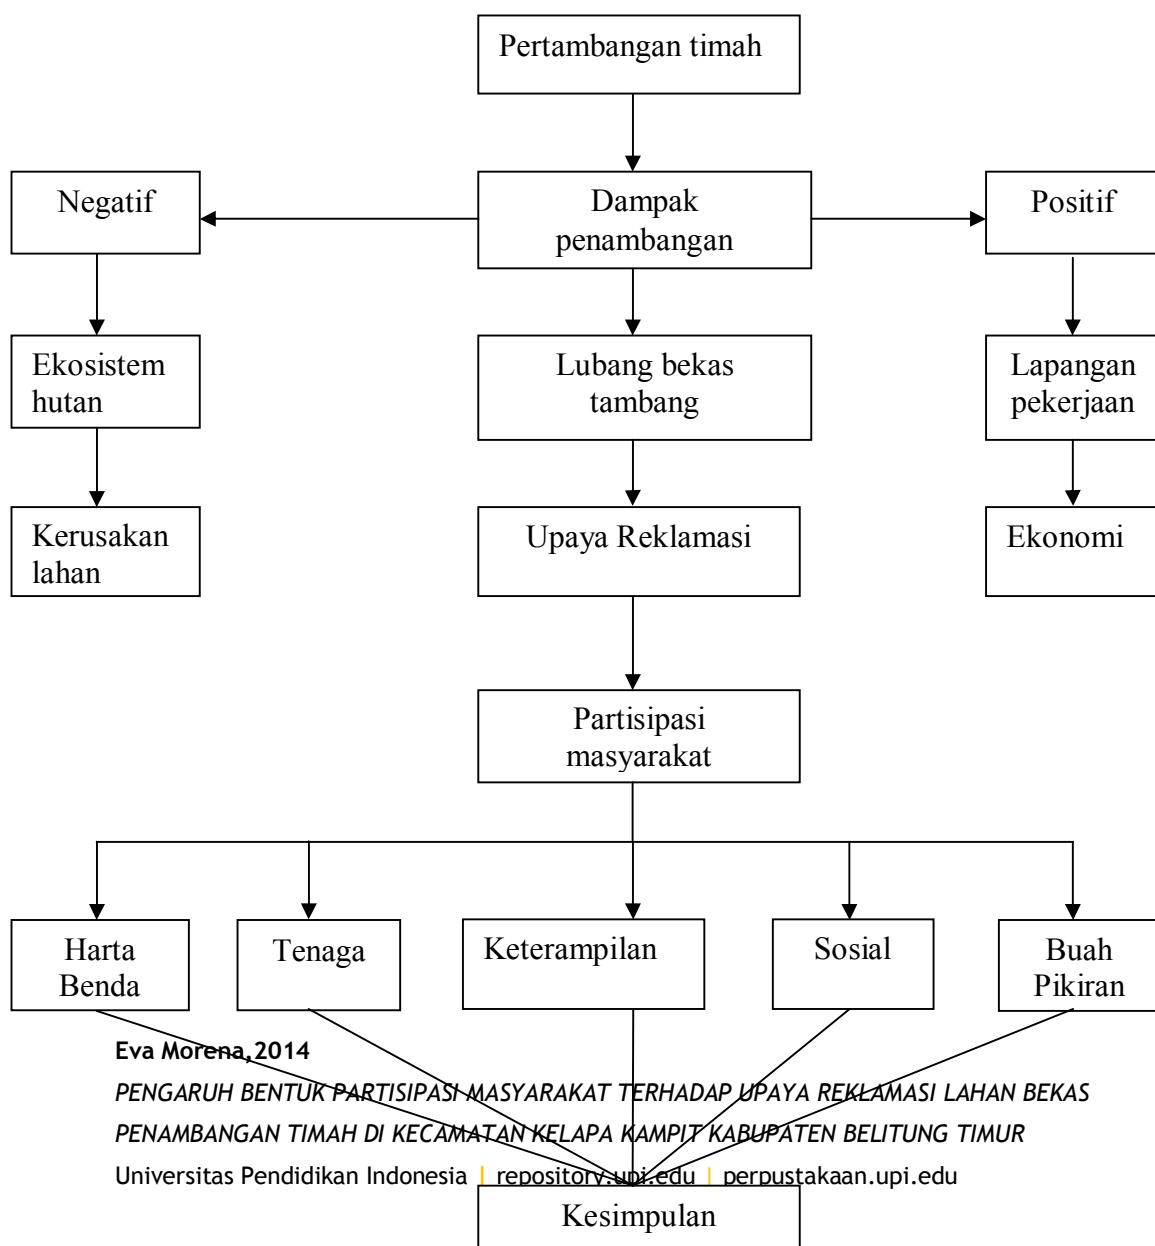 Pertambangan timah
Negatif
Dampak
penambangan
Positif
Ekosistem
hutan
Lubang bekas
tambang
Lapangan
pekerjaan
Kerusakan
lahan
Upaya Reklamasi
Ekonomi
Partisipasi
masyarakat
Harta
Benda
Tenaga
Keterampilan
Sosial
Buah
Pikiran
Eva Morena,2014
PENGARUH BENTUK PARTISIPASI MASYARAKAT TERHADAP UPAYA REKLAMASI LAHAN BEKAS
PENAMBANGAN TIMAH DI KECAMATAN KELAPA KAMPIT KABUPATEN BELITUNG TIMUR
Universitas Pendidikan Indonesia | repository.upi.edu | perpustakaan.upi.edu
Kesimpulan